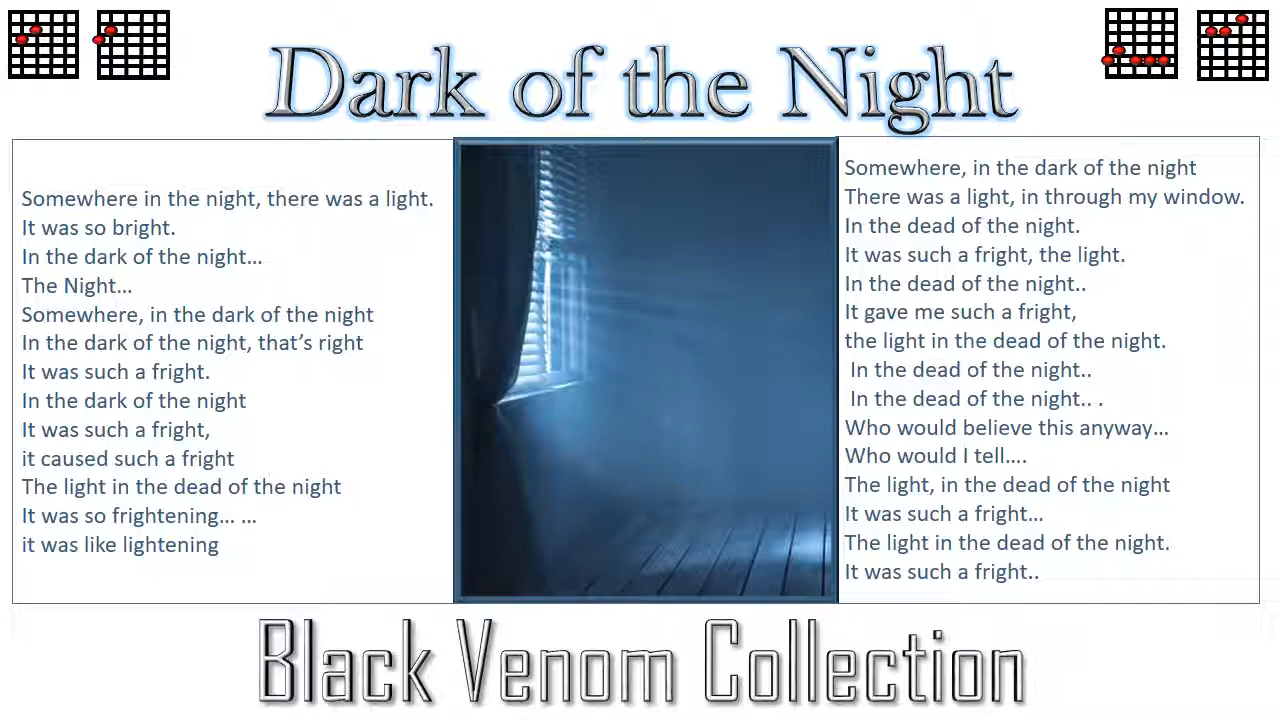 Dark of the Night
Somewhere in the night, there was a light.
It was so bright.
In the dark of the night…
The Night…
Somewhere, in the dark of the night
In the dark of the night, that’s right
It was such a fright.
In the dark of the night
It was such a fright,
it caused such a fright
The light in the dead of the night
It was so frightening… …
it was like lightening
Somewhere, in the dark of the night
There was a light, in through my window.
In the dead of the night.
It was such a fright, the light.
In the dead of the night..
It gave me such a fright,
the light in the dead of the night.
In the dead of the night..
In the dead of the night.. .
Who would believe this anyway…
Who would I tell….
The light, in the dead of the night
It was such a fright…
The light in the dead of the night.
It was such a fright..
Black Venom Collection